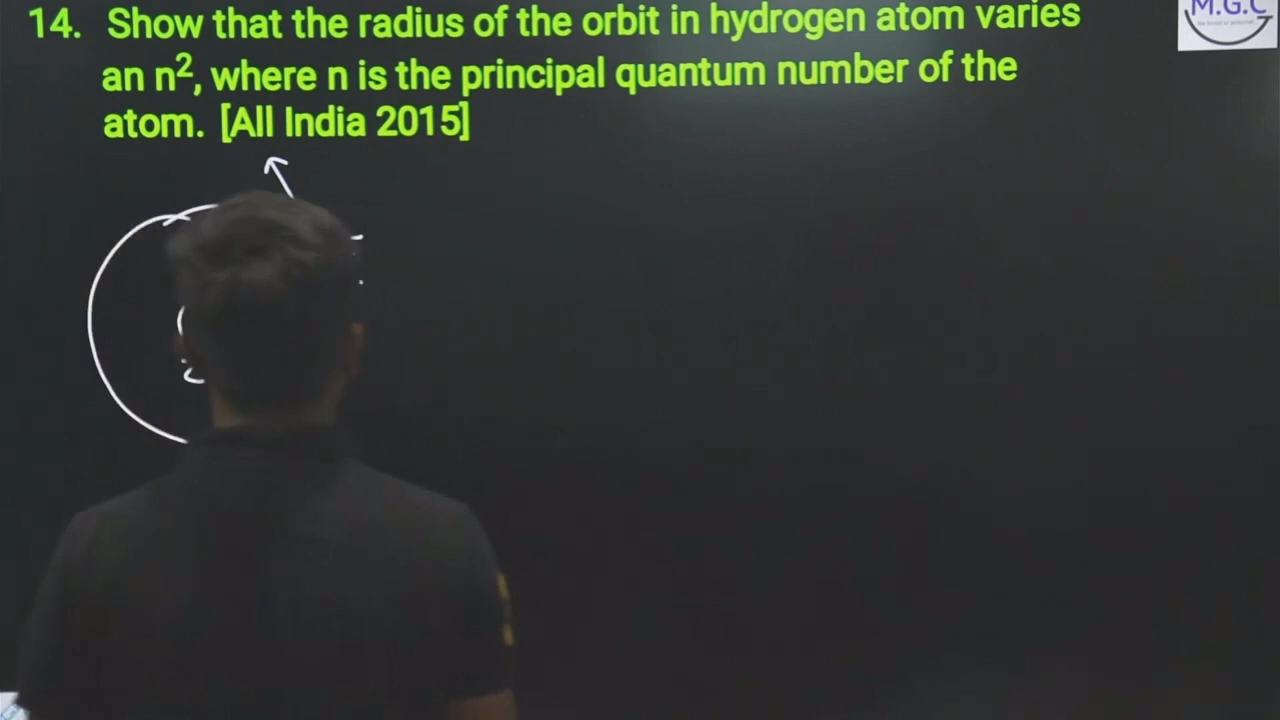 14. Show that the radius of the orbit in hydrogen atom varies
an n², where n is the principal quantum number of the
atom. [All India 2015]
M.G.C